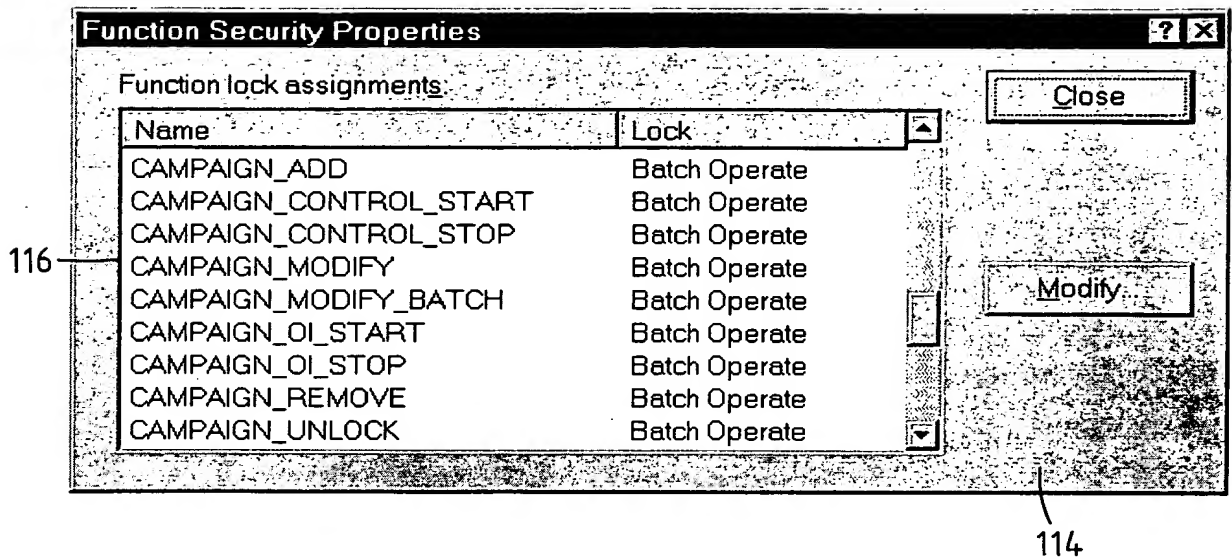 Function Security Properties ? X
Function lock assignments:
Close
Name Lock
CAMPAIGN_ADD Batch Operate
CAMPAIGN_CONTROL_START Batch Operate
CAMPAIGN_CONTROL_STOP Batch Operate
116
CAMPAIGN_MODIFY Batch Operate
CAMPAIGN_MODIFY_BATCH Batch Operate
Modify...
CAMPAIGN_OI_START Batch Operate
CAMPAIGN_OI_STOP Batch Operate
CAMPAIGN_REMOVE Batch Operate
CAMPAIGN_UNLOCK Batch Operate
114